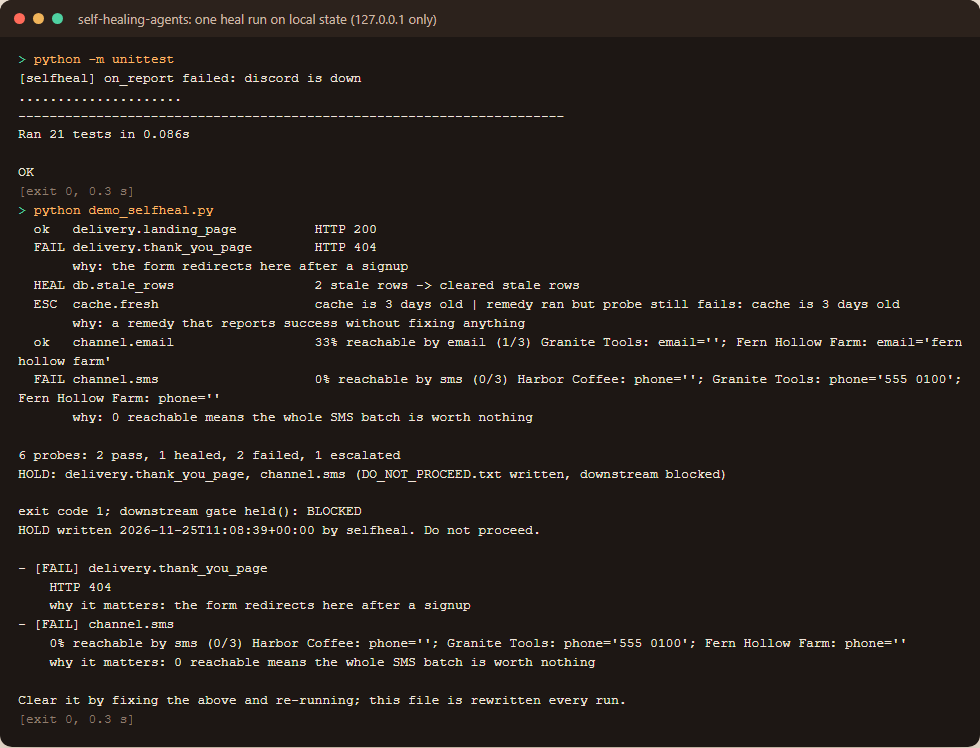 self-healing-agents: one heal run on local state (127.0.0.1 only)
> python -m unittest
[selfheal] on_report failed: discord is down
.....................
----------------------------------------------------------------------
Ran 21 tests in 0.086s
OK
[exit 0, 0.3 s]
> python demo_selfheal.py
ok   delivery.landing_page          HTTP 200
FAIL delivery.thank_you_page        HTTP 404
why: the form redirects here after a signup
HEAL db.stale_rows                  2 stale rows -> cleared stale rows
ESC  cache.fresh                    cache is 3 days old | remedy ran but probe still fails: cache is 3 days old
why: a remedy that reports success without fixing anything
ok   channel.email                  33% reachable by email (1/3) Granite Tools: email=''; Fern Hollow Farm: email='fern
hollow farm'
FAIL channel.sms                    0% reachable by sms (0/3) Harbor Coffee: phone=''; Granite Tools: phone='555 0100';
Fern Hollow Farm: phone=''
why: 0 reachable means the whole SMS batch is worth nothing
6 probes: 2 pass, 1 healed, 2 failed, 1 escalated
HOLD: delivery.thank_you_page, channel.sms (DO_NOT_PROCEED.txt written, downstream blocked)
exit code 1; downstream gate held(): BLOCKED
HOLD written 2026-11-25T11:08:39+00:00 by selfheal. Do not proceed.
- [FAIL] delivery.thank_you_page
HTTP 404
why it matters: the form redirects here after a signup
- [FAIL] channel.sms
0% reachable by sms (0/3) Harbor Coffee: phone=''; Granite Tools: phone='555 0100'; Fern Hollow Farm: phone=''
why it matters: 0 reachable means the whole SMS batch is worth nothing
Clear it by fixing the above and re-running; this file is rewritten every run.
[exit 0, 0.3 s]